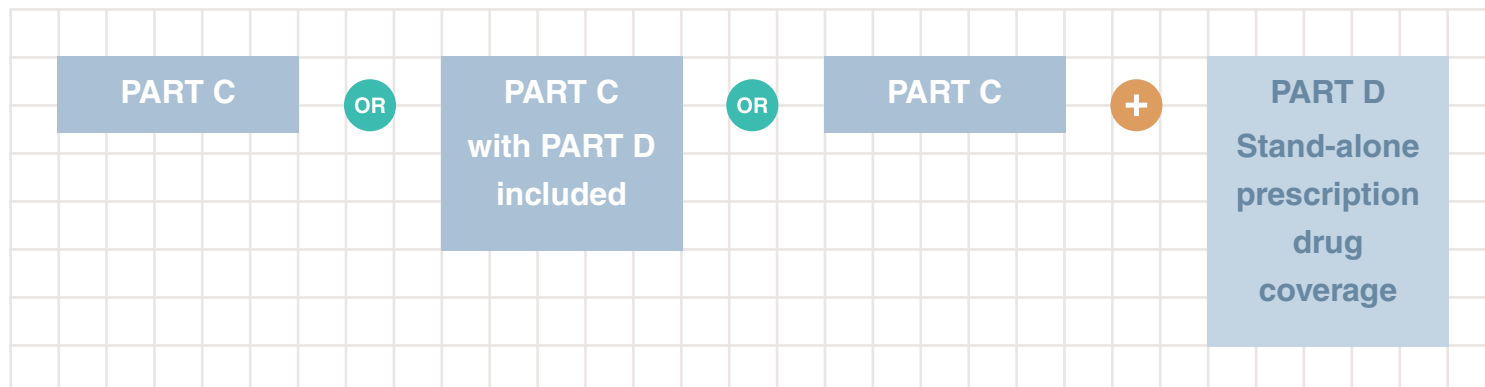 PART C
OR
PART C
with PART D
included
OR
PART C
+
PART D
Stand-alone
prescription
drug
coverage